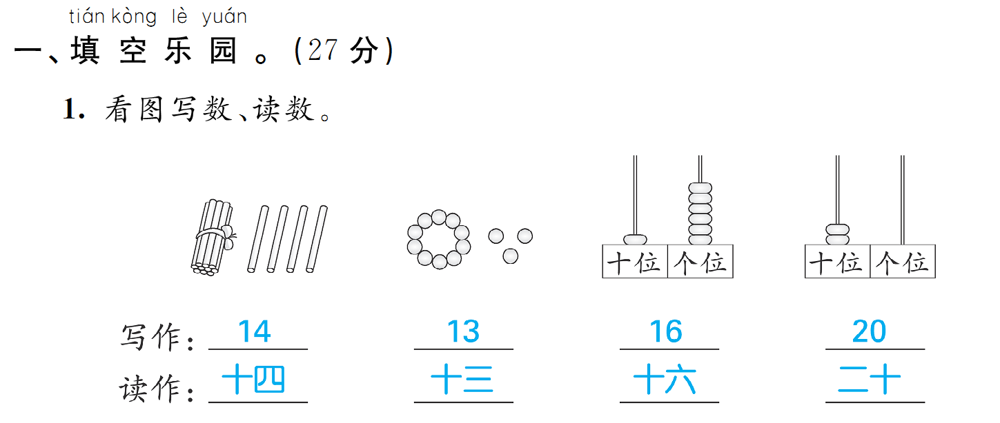 tián kòng lè yuán
一、填空乐园。(27 分)
1. 看图写数、读数。
十位 个位 十位 个位
写作: 14 13 16 20
读作: 十四 十三 十六 二十